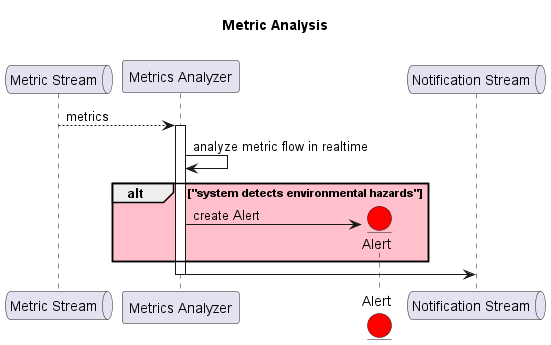 Metric Analysis
Metric Stream
Metrics Analyzer
Notification Stream
metrics
analyze metric flow in realtime
alt
["system detects environmental hazards"]
create Alert
Alert
Metric Stream
Metrics Analyzer
Alert
Notification Stream